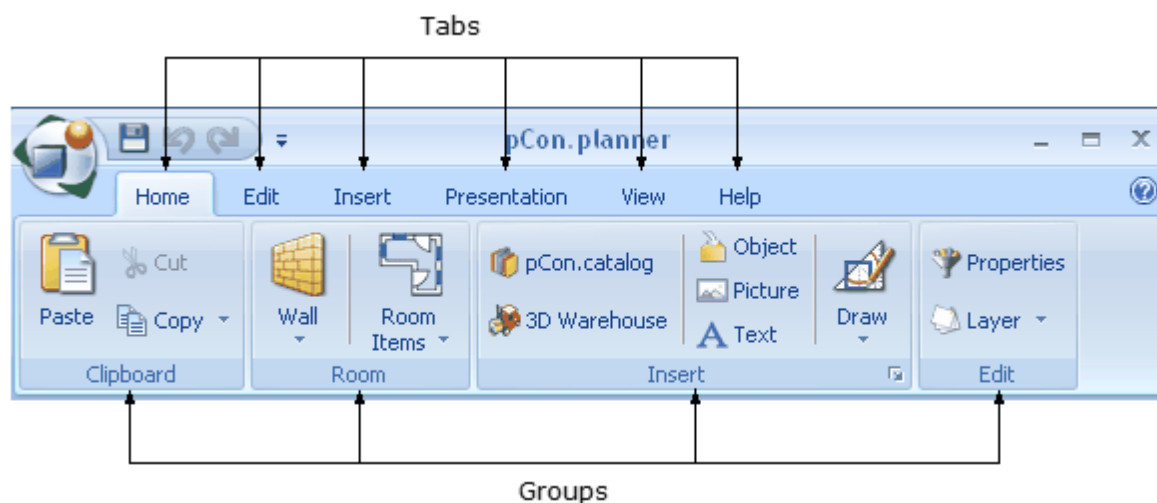 Tabs
pCon.planner
Home Edit Insert Presentation View Help
Paste Cut Copy
Wall Room Items
pCon.catalog 3D Warehouse
Object Picture Text
Draw
Properties Layer
Clipboard Room Insert Edit
Groups